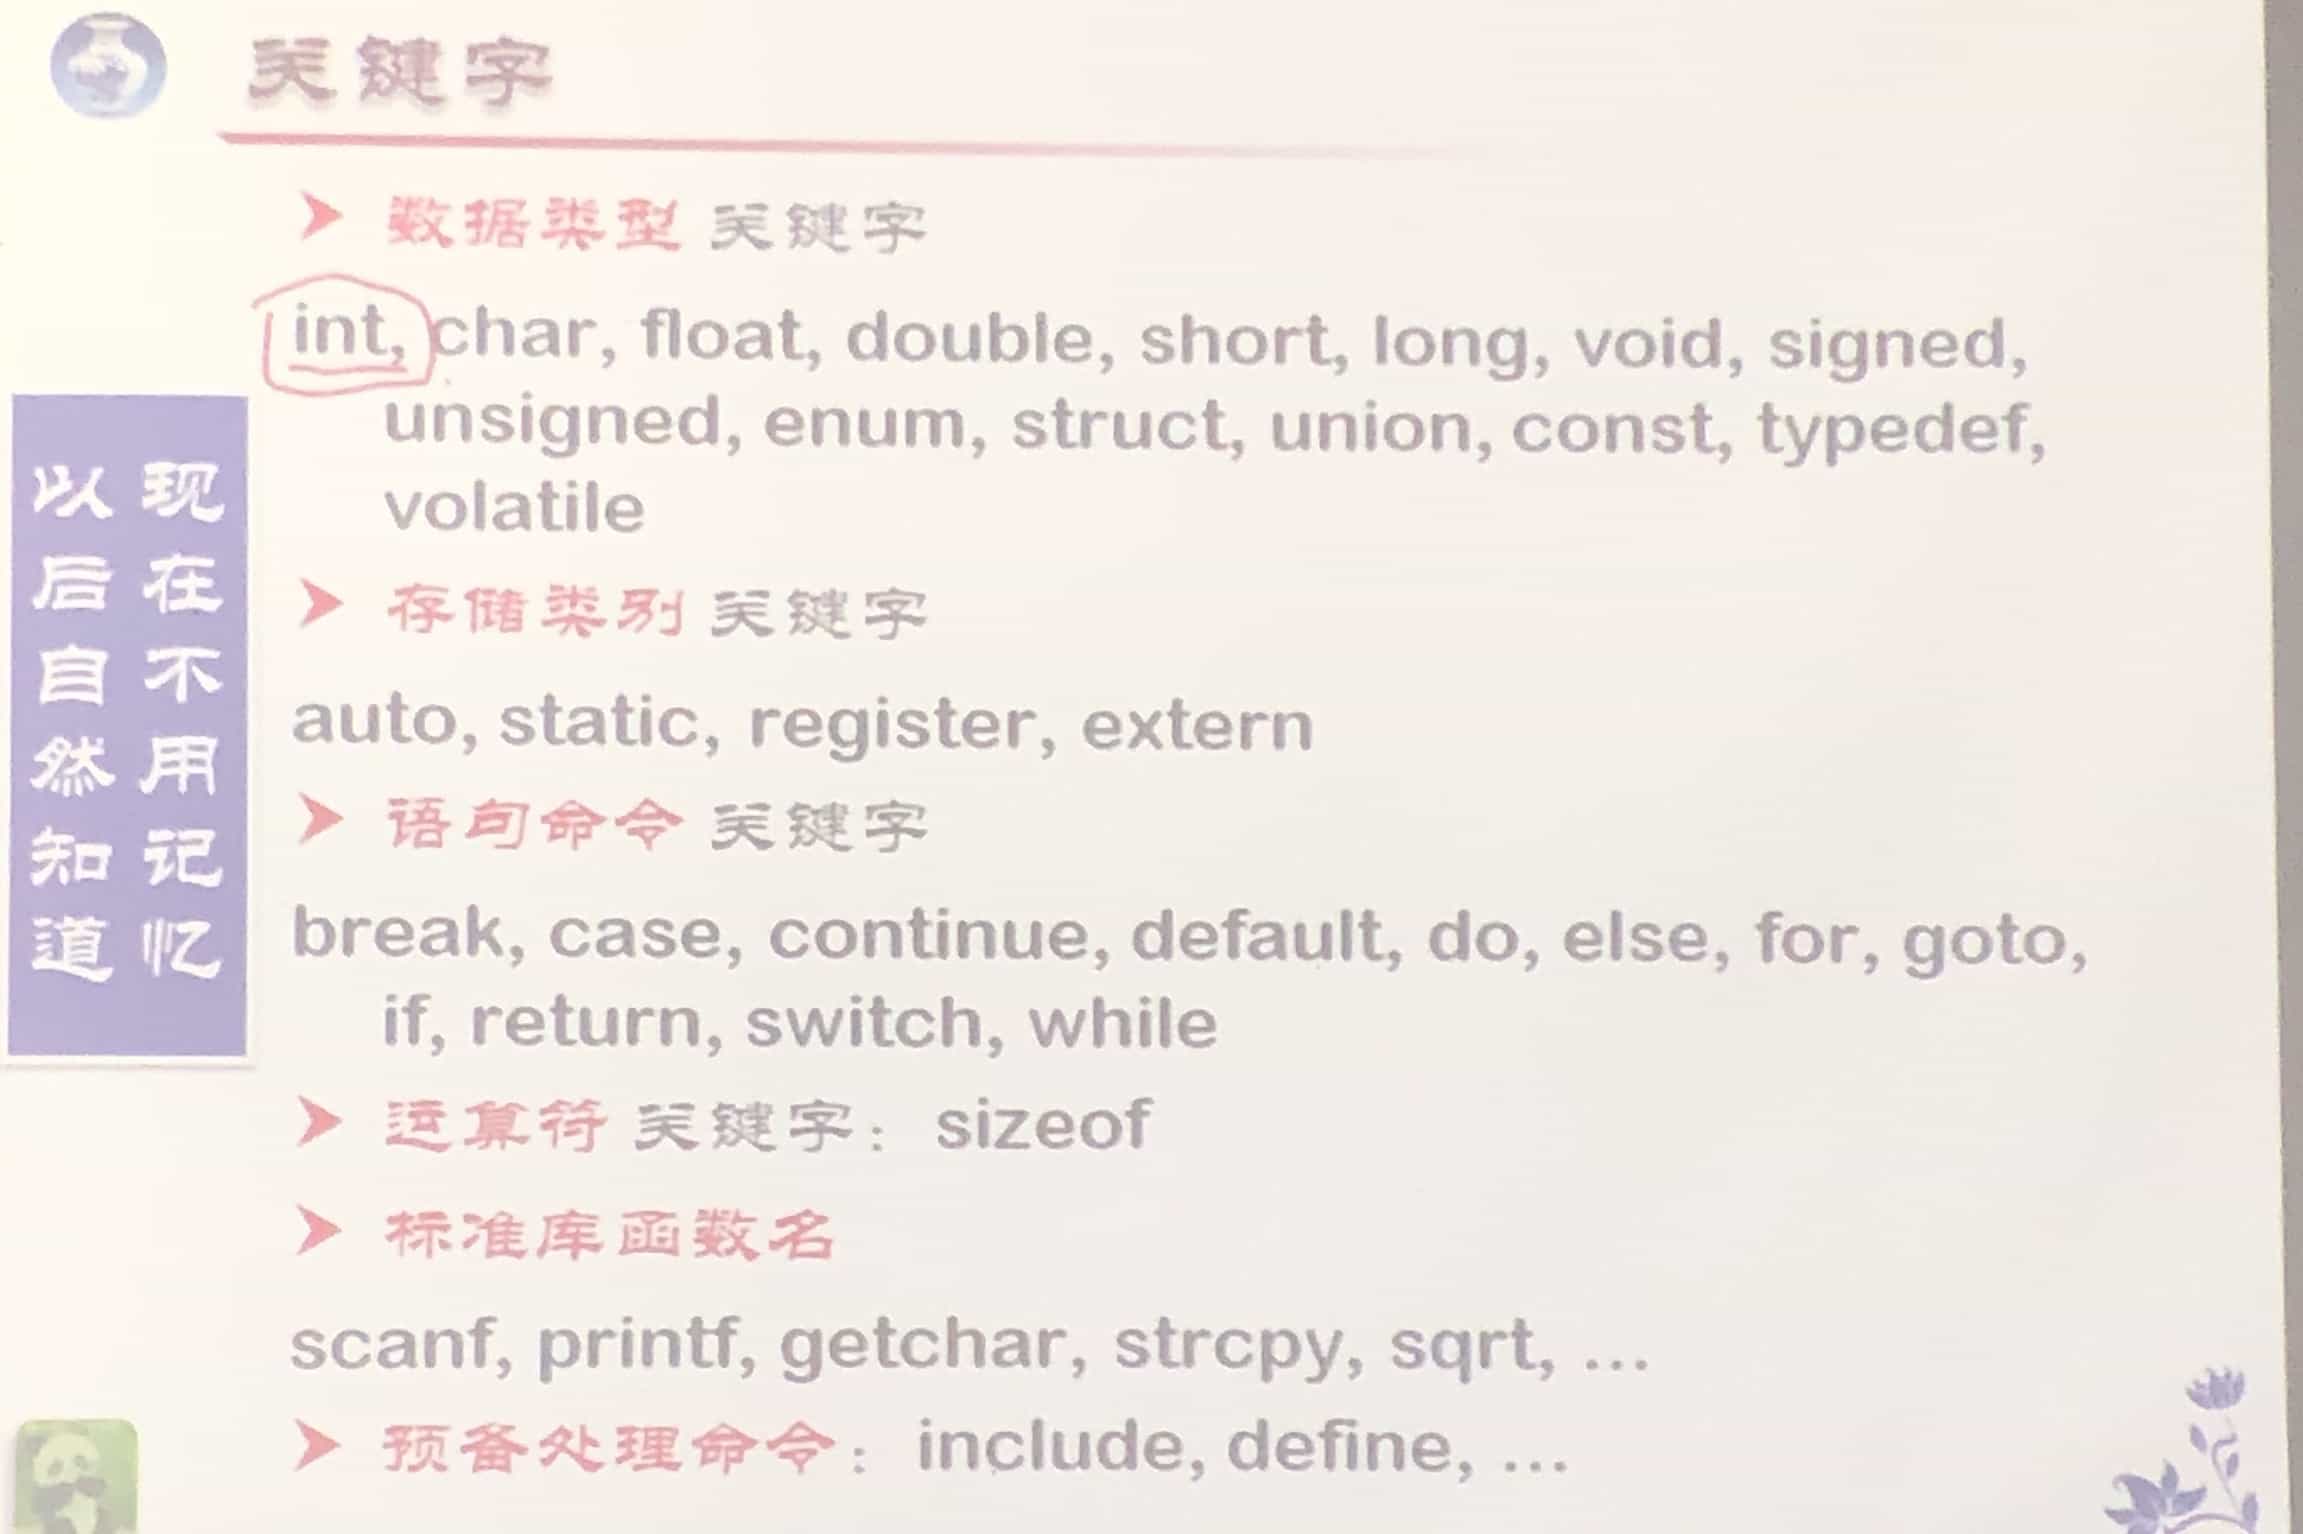 关键字
数据类型 关键字
int, char, float, double, short, long, void, signed,
unsigned, enum, struct, union, const, typedef,
volatile
存储类别 关键字
auto, static, register, extern
语句命令 关键字
break, case, continue, default, do, else, for, goto,
if, return, switch, while
运算符 关键字： sizeof
标准库函数名
scanf, printf, getchar, strcpy, sqrt, ...
预备处理命令： include, define, ...
现在不用记忆
以后自然知道